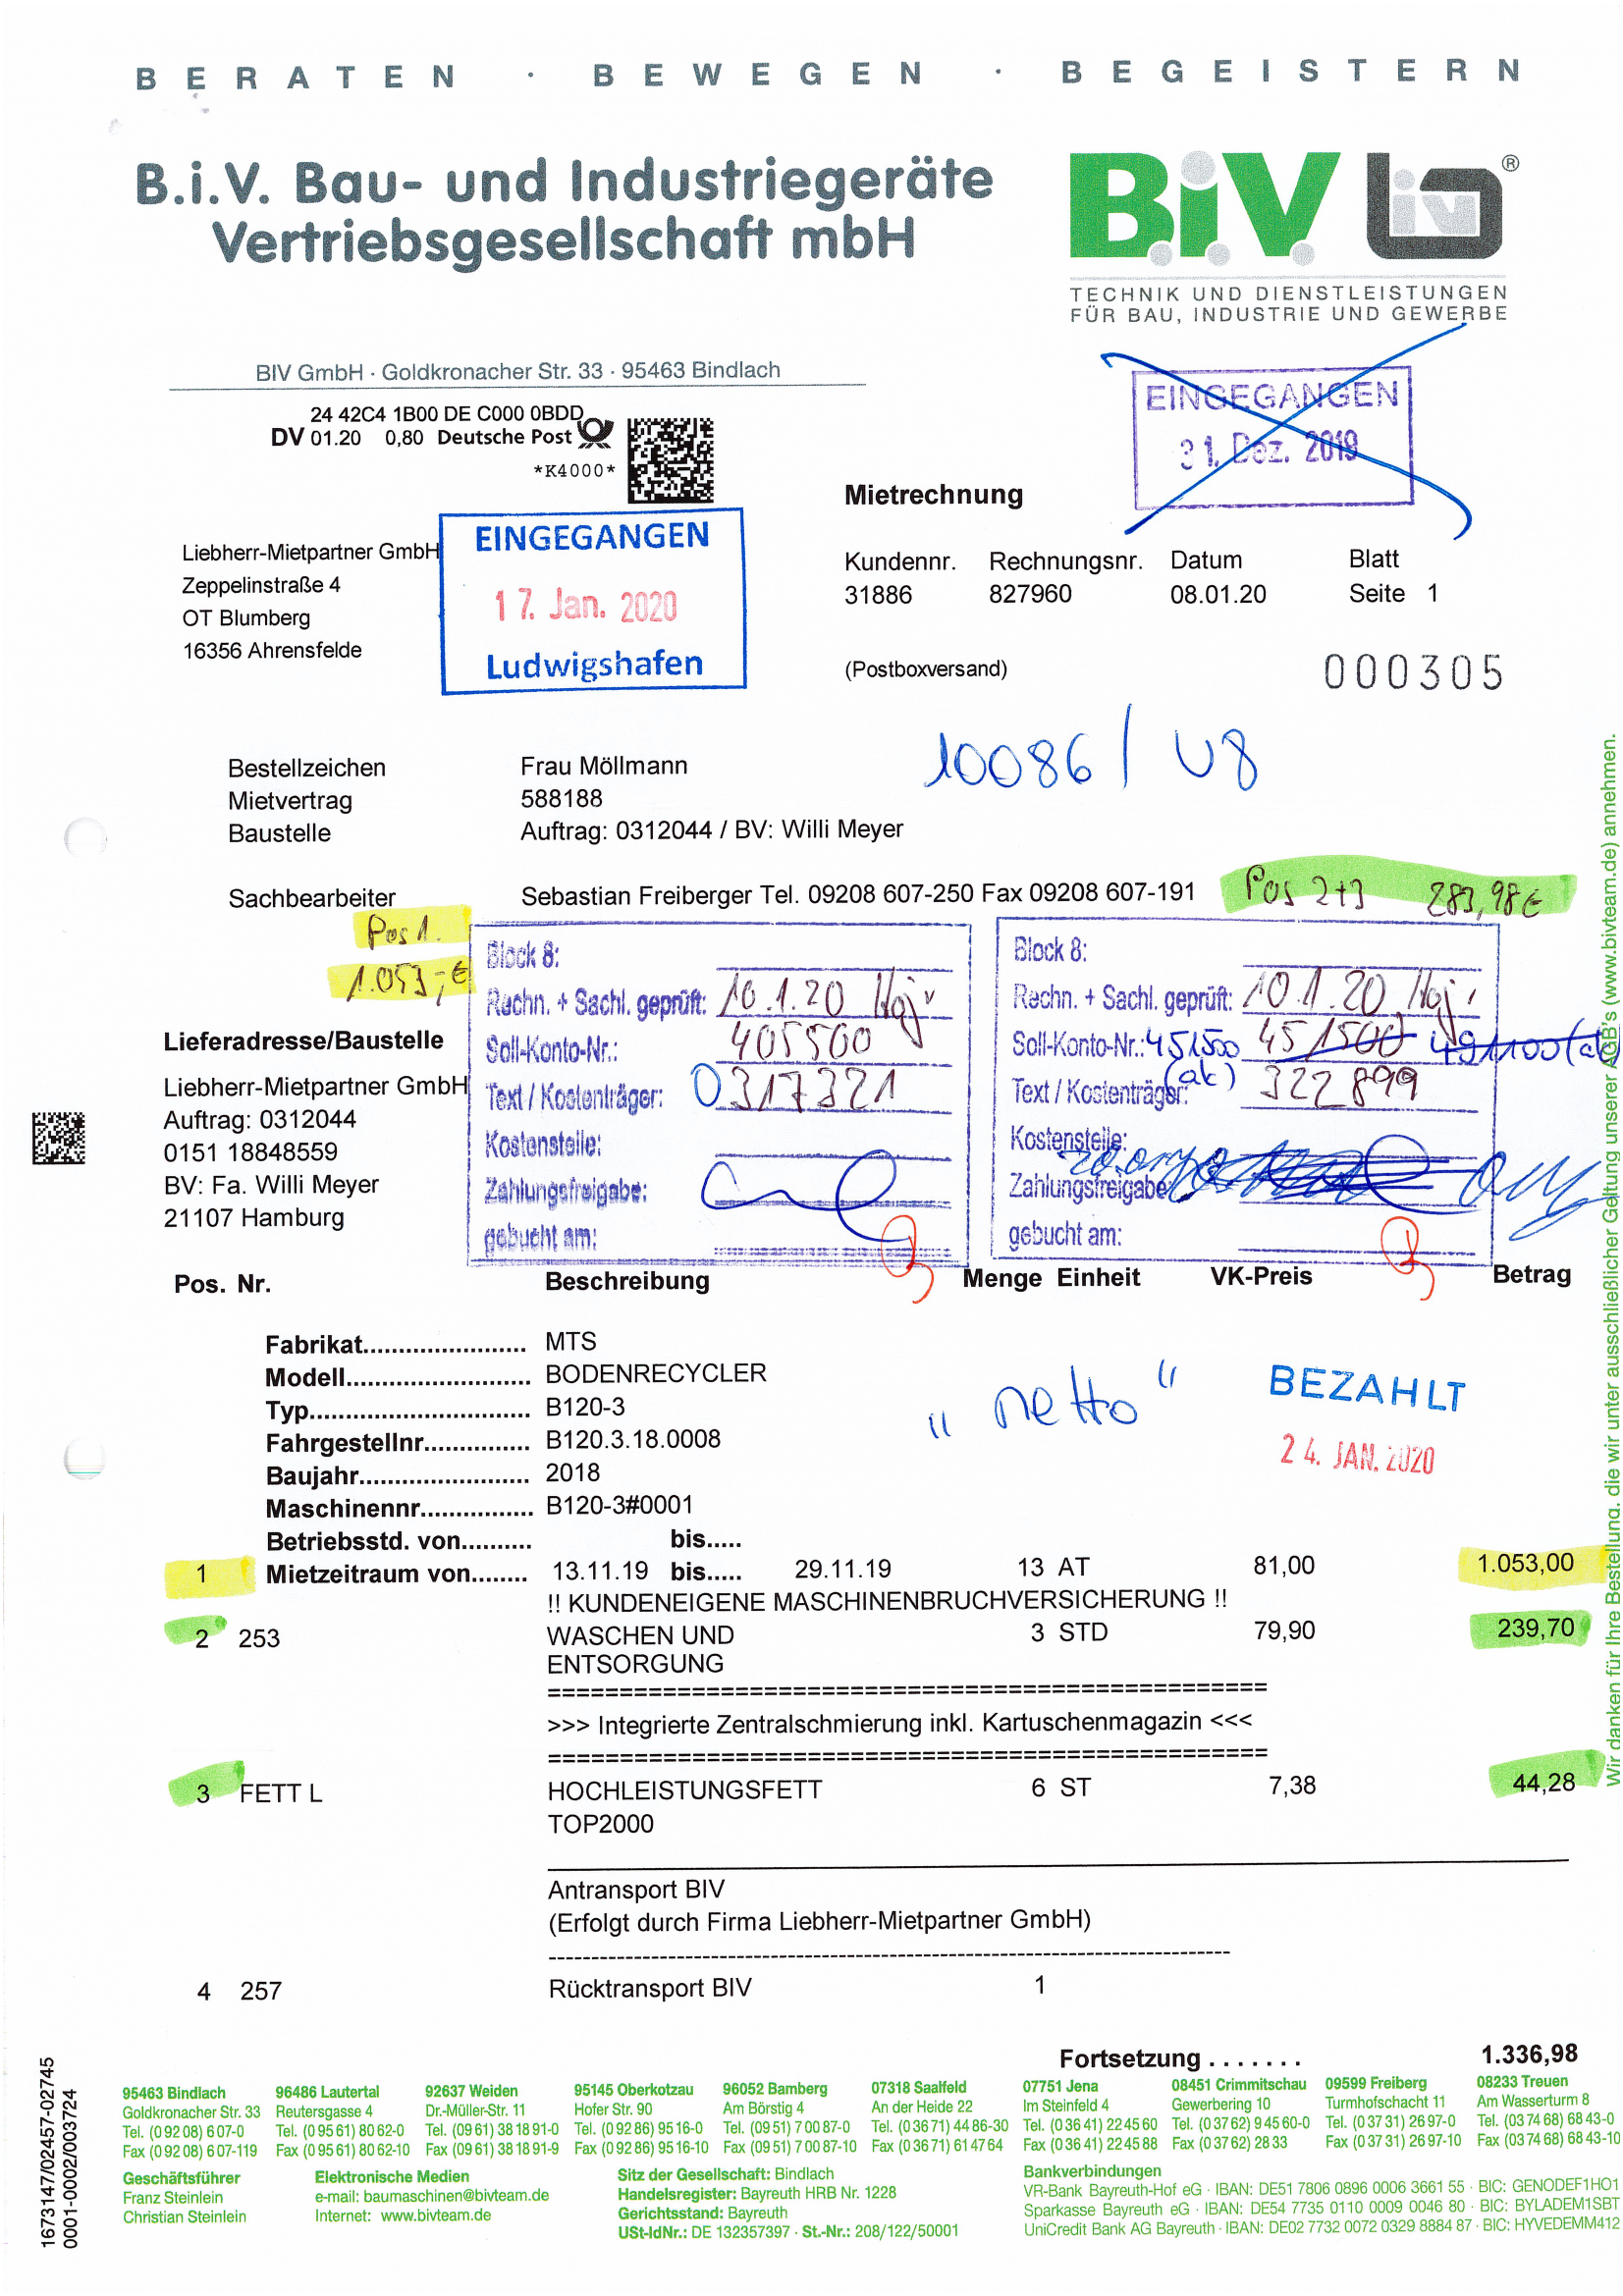 BERATEN · BEWEGEN · BEGEISTERN
B.i.V. Bau- und Industriegeräte
Vertriebsgesellschaft mbH
B.i.V. iv ®
TECHNIK UND DIENSTLEISTUNGEN
FÜR BAU, INDUSTRIE UND GEWERBE
BIV GmbH · Goldkronacher Str. 33 · 95463 Bindlach
24 42C4 1B00 DE C000 0BDD
DV 01.20 0,80 Deutsche Post
*K4000*
EINGEGANGEN
31. Dez. 2019
Mietrechnung
EINGEGANGEN
17. Jan. 2020
Ludwigshafen
Liebherr-Mietpartner GmbH
Zeppelinstraße 4
OT Blumberg
16356 Ahrensfelde
Kundennr. Rechnungsnr. Datum Blatt
31886 827960 08.01.20 Seite 1
(Postboxversand)
000305
10086 / U8
Bestellzeichen Frau Möllmann
Mietvertrag 588188
Baustelle Auftrag: 0312044 / BV: Willi Meyer
Sachbearbeiter Sebastian Freiberger Tel. 09208 607-250 Fax 09208 607-191
Pos 2+3 283,98 €
Pos 1.
1.053,- €
Block 8:
Rechn. + Sachl. geprüft: 10.1.20
Soll-Konto-Nr.: 405500
Text / Kostenträger: 0317321
Kostenstelle:
Zahlungsfreigabe:
gebucht am:
Block 8:
Rechn. + Sachl. geprüft: 10.1.20
Soll-Konto-Nr.: 451500 451500 491100 (ak)
Text / Kostenträger: (ak) 322899
Kostenstelle:
Zahlungsfreigabe:
gebucht am:
Lieferadresse/Baustelle
Liebherr-Mietpartner GmbH
Auftrag: 0312044
0151 18848559
BV: Fa. Willi Meyer
21107 Hamburg
Pos. Nr. Beschreibung Menge Einheit VK-Preis Betrag
Fabrikat....................... MTS
Modell.......................... BODENRECYCLER
Typ............................... B120-3
Fahrgestellnr............... B120.3.18.0008
Baujahr........................ 2018
Maschinennr................ B120-3#0001
Betriebsstd. von.......... bis.....
"netto"
BEZAHLT
24. JAN. 2020
1 Mietzeitraum von........ 13.11.19 bis..... 29.11.19 13 AT 81,00 1.053,00
!! KUNDENEIGENE MASCHINENBRUCHVERSICHERUNG !!
2 253 WASCHEN UND 3 STD 79,90 239,70
ENTSORGUNG
====================================================
>>> Integrierte Zentralschmierung inkl. Kartuschenmagazin <<<
====================================================
3 FETT L HOCHLEISTUNGSFETT 6 ST 7,38 44,28
TOP2000
Antransport BIV
(Erfolgt durch Firma Liebherr-Mietpartner GmbH)
--------------------------------------------------------------------------------
4 257 Rücktransport BIV 1
Fortsetzung . . . . . . . 1.336,98
Wir danken für Ihre Bestellung, die wir unter ausschließlicher Geltung unserer AGB's (www.bivteam.de) annehmen.
1673147/02457-02745
0001-0002/003724
95463 Bindlach
Goldkronacher Str. 33
Tel. (0 92 08) 6 07-0
Fax (0 92 08) 6 07-119
96486 Lautertal
Reutersgasse 4
Tel. (0 95 61) 80 62-0
Fax (0 95 61) 80 62-10
92637 Weiden
Dr.-Müller-Str. 11
Tel. (09 61) 38 18 91-0
Fax (09 61) 38 18 91-9
95145 Oberkotzau
Hofer Str. 90
Tel. (0 92 86) 95 16-0
Fax (0 92 86) 95 16-10
96052 Bamberg
Am Börstig 4
Tel. (09 51) 7 00 87-0
Fax (09 51) 7 00 87-10
07318 Saalfeld
An der Heide 22
Tel. (0 36 71) 44 86-30
Fax (0 36 71) 61 47 64
07751 Jena
Im Steinfeld 4
Tel. (0 36 41) 22 45 60
Fax (0 36 41) 22 45 88
08451 Crimmitschau
Gewerbering 10
Tel. (0 37 62) 9 45 60-0
Fax (0 37 62) 28 33
09599 Freiberg
Turmhofschacht 11
Tel. (0 37 31) 26 97-0
Fax (0 37 31) 26 97-10
08233 Treuen
Am Wasserturm 8
Tel. (03 74 68) 68 43-0
Fax (03 74 68) 68 43-10
Geschäftsführer
Franz Steinlein
Christian Steinlein
Elektronische Medien
e-mail: baumaschinen@bivteam.de
Internet: www.bivteam.de
Sitz der Gesellschaft: Bindlach
Handelsregister: Bayreuth HRB Nr. 1228
Gerichtsstand: Bayreuth
USt-IdNr.: DE 132357397 · St.-Nr.: 208/122/50001
Bankverbindungen
VR-Bank Bayreuth-Hof eG · IBAN: DE51 7806 0896 0006 3661 55 · BIC: GENODEF1HO1
Sparkasse Bayreuth eG · IBAN: DE54 7735 0110 0009 0046 80 · BIC: BYLADEM1SBT
UniCredit Bank AG Bayreuth · IBAN: DE02 7732 0072 0329 8884 87 · BIC: HYVEDEMM412